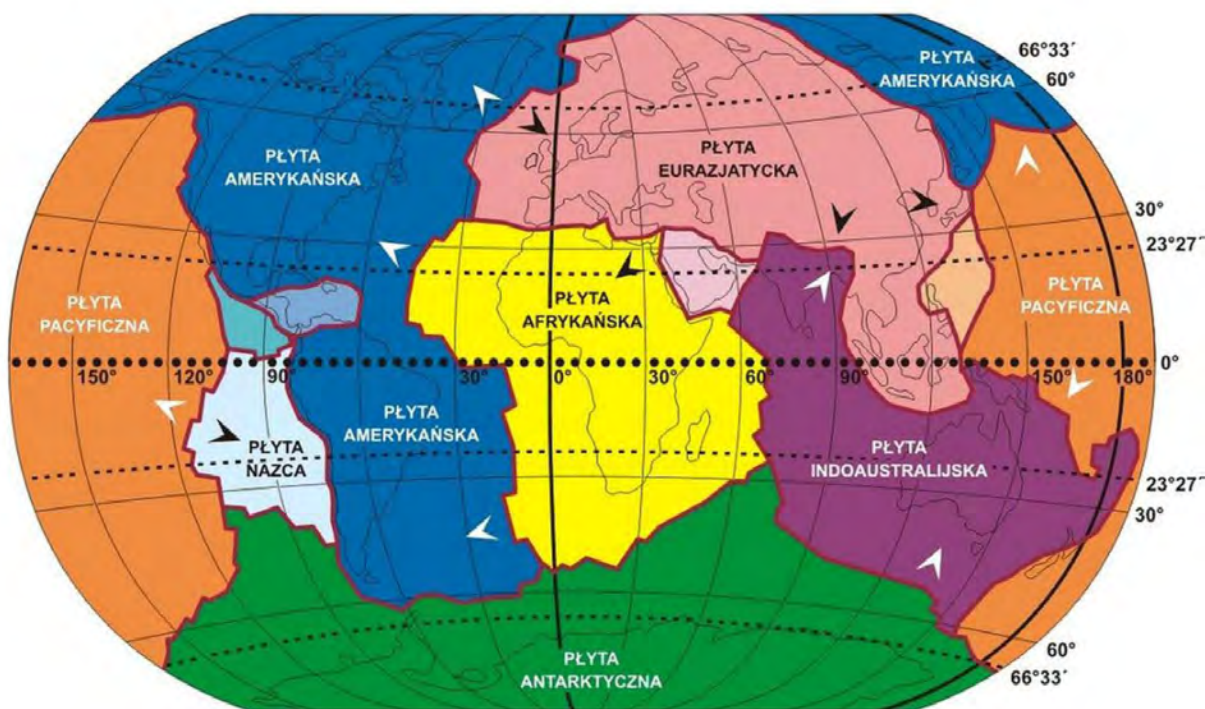 66°33´
60°
PŁYTA
AMERYKAŃSKA
PŁYTA
AMERYKAŃSKA
PŁYTA
EURAZJATYCKA
30°
23°27´
PŁYTA
PACYFICZNA
PŁYTA
AFRYKAŃSKA
PŁYTA
PACYFICZNA
0°
150°
120°
90°
30°
0°
30°
60°
90°
150°
180°
PŁYTA
AMERYKAŃSKA
PŁYTA
NAZCA
PŁYTA
INDOAUSTRALIJSKA
23°27´
30°
60°
66°33´
PŁYTA
ANTARKTYCZNA